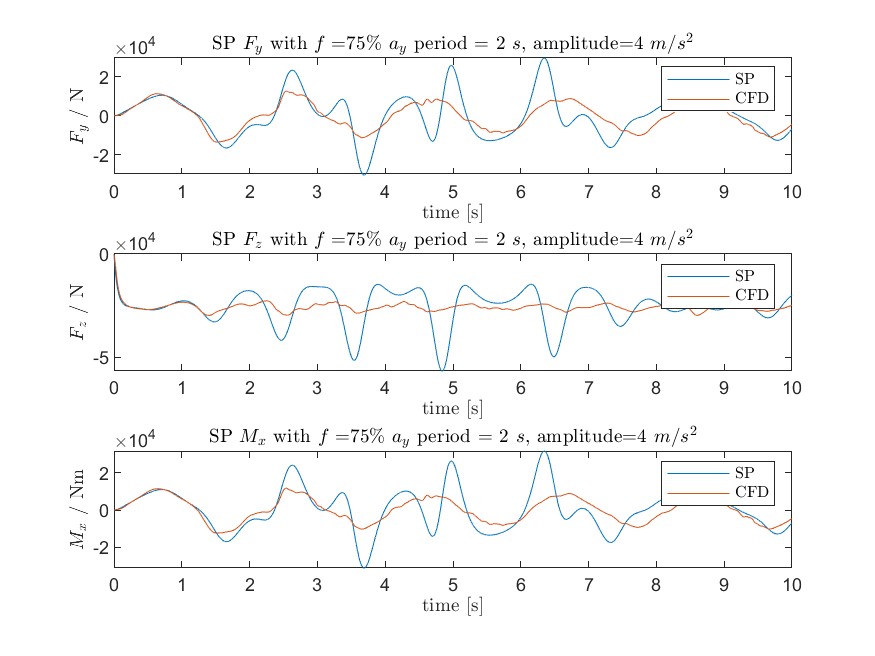 SP F_y with f =75% a_y period = 2 s, amplitude=4 m/s²
×10⁴
2
0
-2
F_y / N
SP
CFD
0 1 2 3 4 5 6 7 8 9 10
time [s]
SP F_z with f =75% a_y period = 2 s, amplitude=4 m/s²
×10⁴
0
-5
F_z / N
SP
CFD
0 1 2 3 4 5 6 7 8 9 10
time [s]
SP M_x with f =75% a_y period = 2 s, amplitude=4 m/s²
×10⁴
2
0
-2
M_x / Nm
SP
CFD
0 1 2 3 4 5 6 7 8 9 10
time [s]